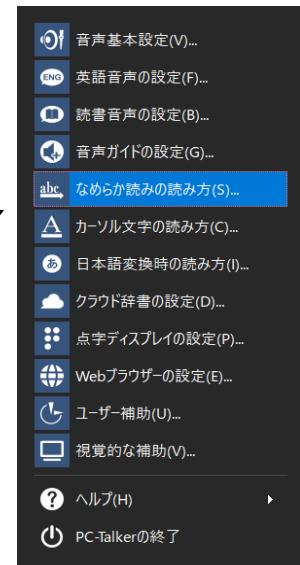 音声基本設定(V)...
ENG 英語音声の設定(F)...
読書音声の設定(B)...
音声ガイドの設定(G)...
abc なめらか読みの読み方(S)...
A カーソル文字の読み方(C)...
あ 日本語変換時の読み方(I)...
クラウド辞書の設定(D)...
点字ディスプレイの設定(P)...
Webブラウザーの設定(E)...
ユーザー補助(U)...
視覚的な補助(V)...
? ヘルプ(H)
PC-Talkerの終了